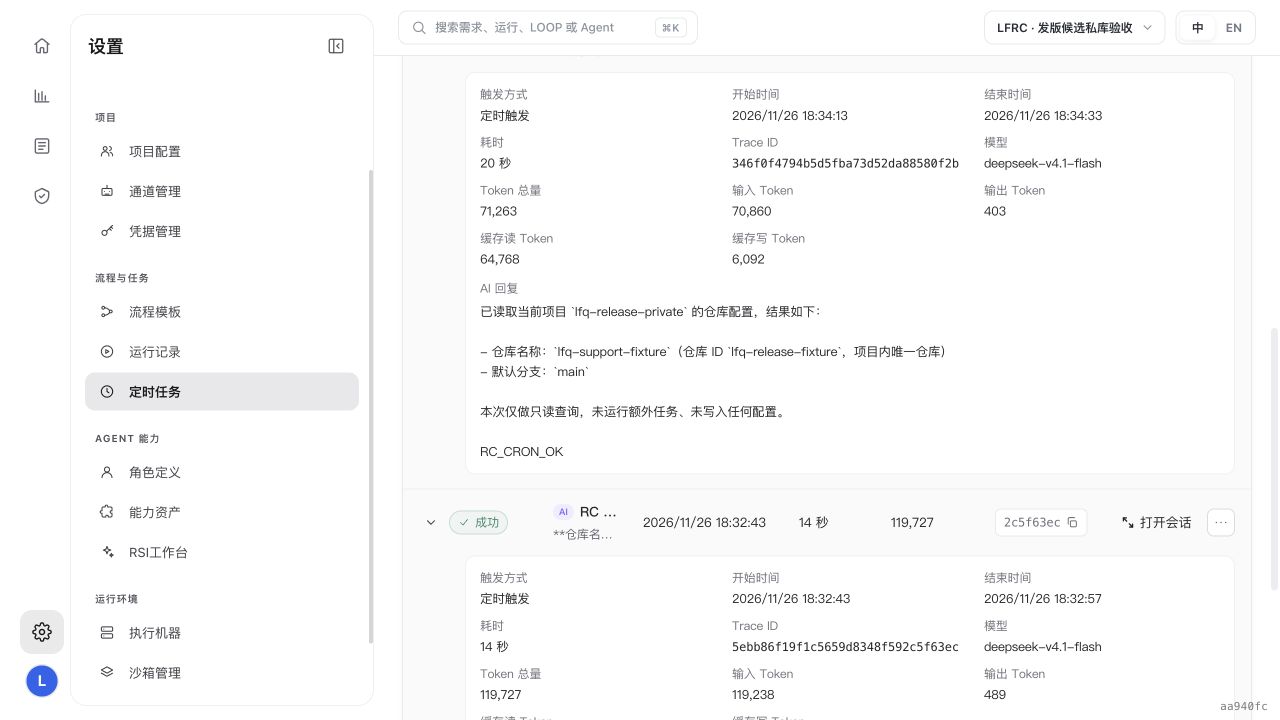 设置
搜索需求、运行、LOOP 或 Agent
⌘K
LFRC · 发版候选私库验收
中
EN
项目
项目配置
通道管理
凭据管理
流程与任务
流程模板
运行记录
定时任务
AGENT 能力
角色定义
能力资产
RSI工作台
运行环境
执行机器
沙箱管理
L
触发方式 开始时间 结束时间
定时触发 2026/11/26 18:34:13 2026/11/26 18:34:33
耗时 Trace ID 模型
20 秒 346f0f4794b5d5fba73d52da88580f2b deepseek-v4.1-flash
Token 总量 输入 Token 输出 Token
71,263 70,860 403
缓存读 Token 缓存写 Token
64,768 6,092
AI 回复
已读取当前项目 `lfq-release-private` 的仓库配置，结果如下：
- 仓库名称：`lfq-support-fixture`（仓库 ID `lfq-release-fixture`，项目内唯一仓库）
- 默认分支：`main`
本次仅做只读查询，未运行额外任务、未写入任何配置。
RC_CRON_OK
成功 AI RC ... 2026/11/26 18:32:43 14 秒 119,727 2c5f63ec 打开会话 ...
**仓库名...
触发方式 开始时间 结束时间
定时触发 2026/11/26 18:32:43 2026/11/26 18:32:57
耗时 Trace ID 模型
14 秒 5ebb86f19f1c5659d8348f592c5f63ec deepseek-v4.1-flash
Token 总量 输入 Token 输出 Token
119,727 119,238 489
缓存读 Token 缓存写 Token
aa940fc